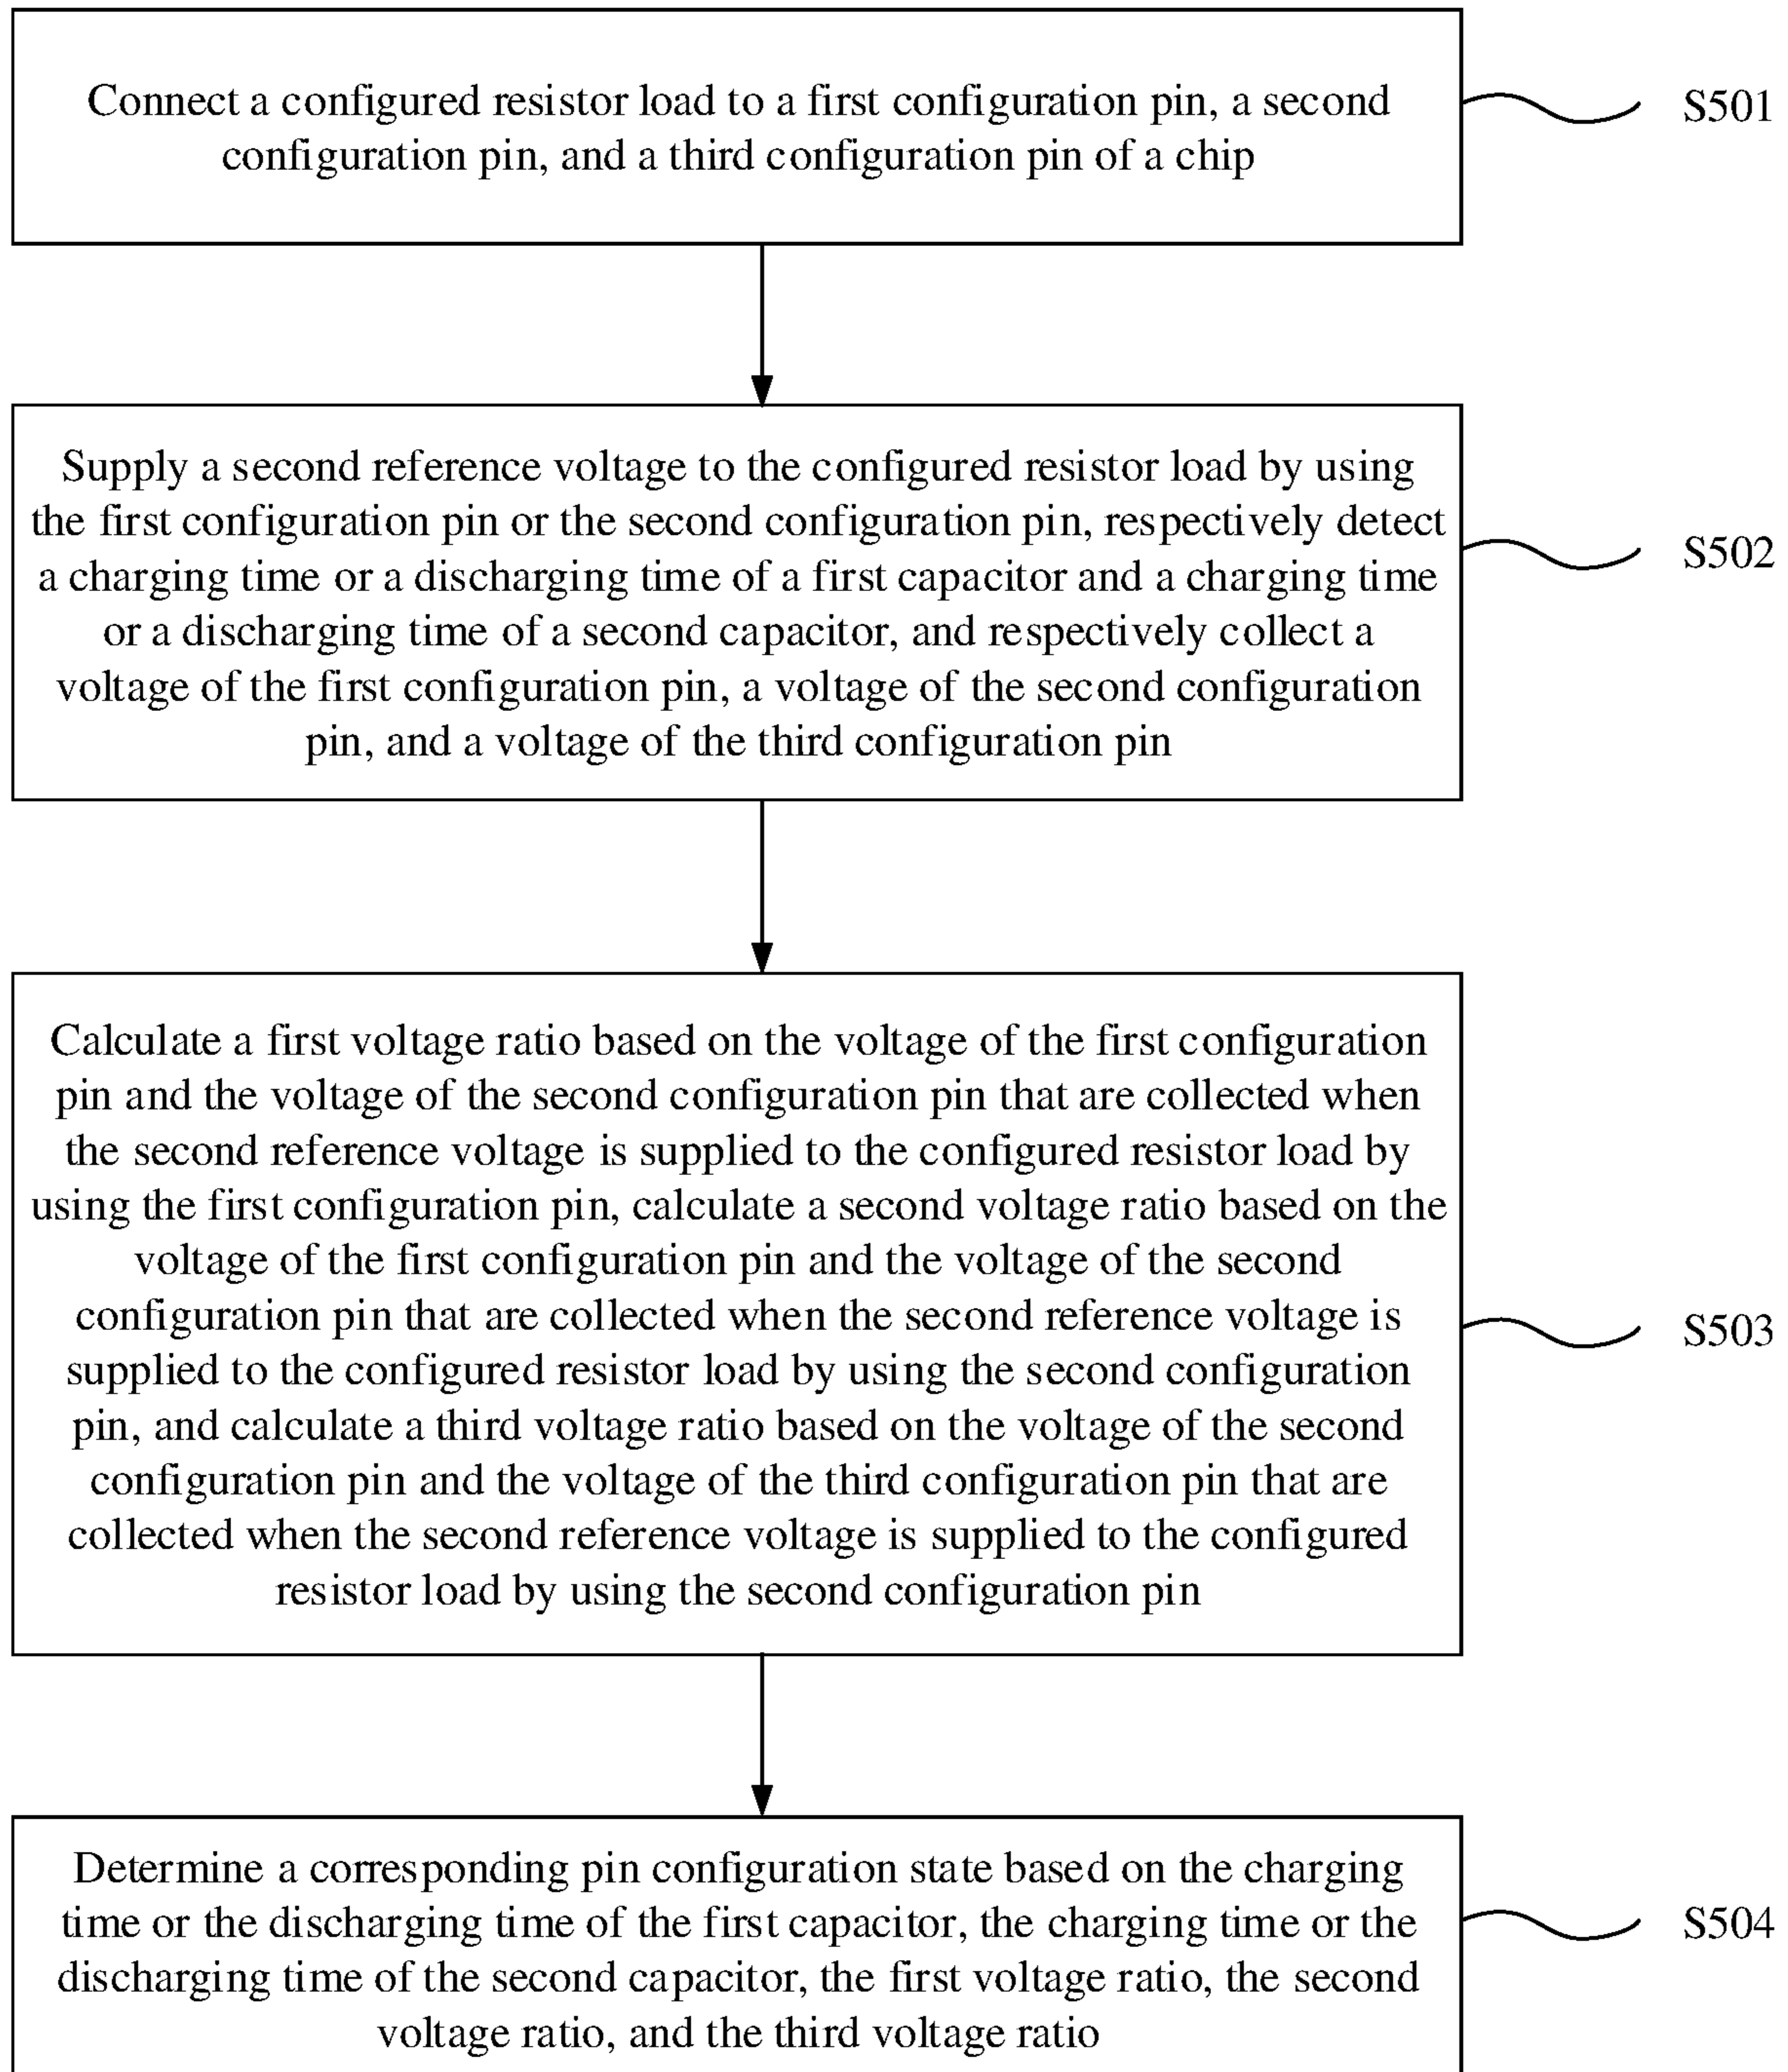 Connect a configured resistor load to a first configuration pin, a second
configuration pin, and a third configuration pin of a chip
S501
Supply a second reference voltage to the configured resistor load by using
the first configuration pin or the second configuration pin, respectively detect
a charging time or a discharging time of a first capacitor and a charging time
or a discharging time of a second capacitor, and respectively collect a
voltage of the first configuration pin, a voltage of the second configuration
pin, and a voltage of the third configuration pin
S502
Calculate a first voltage ratio based on the voltage of the first configuration
pin and the voltage of the second configuration pin that are collected when
the second reference voltage is supplied to the configured resistor load by
using the first configuration pin, calculate a second voltage ratio based on the
voltage of the first configuration pin and the voltage of the second
configuration pin that are collected when the second reference voltage is
supplied to the configured resistor load by using the second configuration
pin, and calculate a third voltage ratio based on the voltage of the second
configuration pin and the voltage of the third configuration pin that are
collected when the second reference voltage is supplied to the configured
resistor load by using the second configuration pin
S503
Determine a corresponding pin configuration state based on the charging
time or the discharging time of the first capacitor, the charging time or the
discharging time of the second capacitor, the first voltage ratio, the second
voltage ratio, and the third voltage ratio
S504